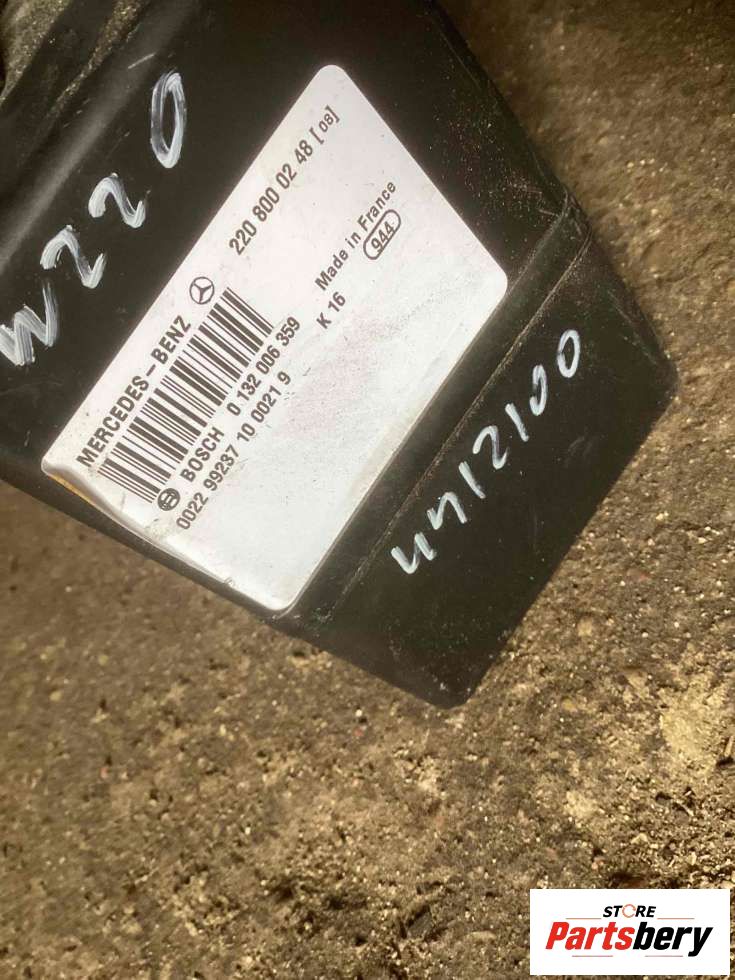 W220
MERCEDES-BENZ 220 800 02 48 [08]
BOSCH 0 132 006 359 Made in France
0022 99237 10 0021 9 K 16 944
4412100
STORE
Partsbery